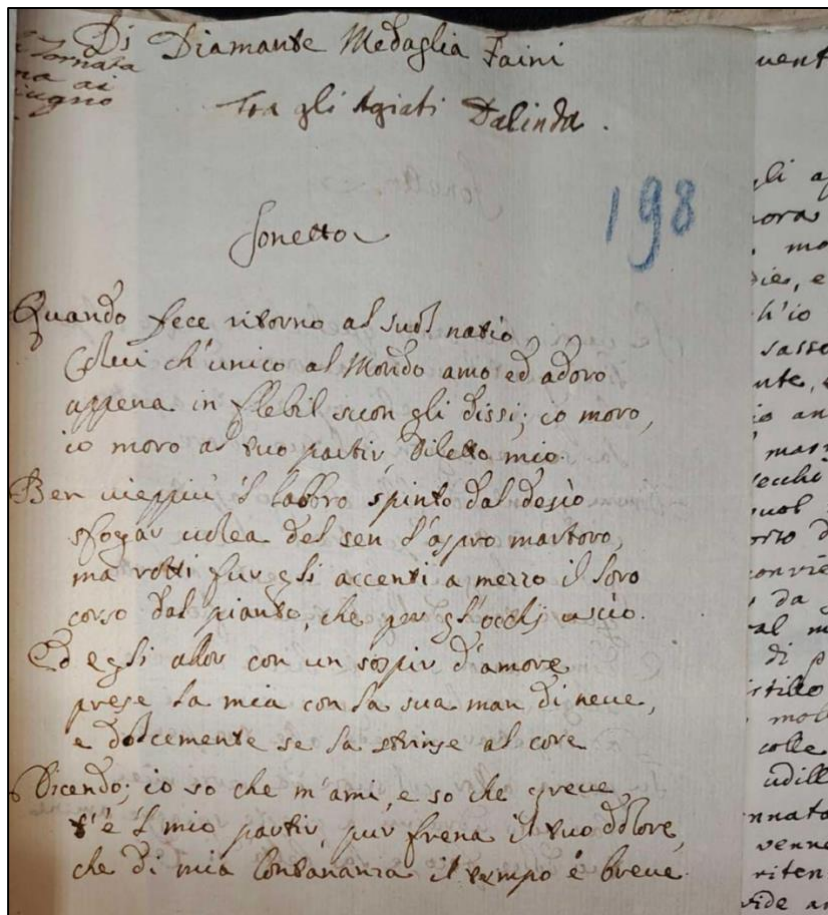 Di Diamante Medaglia Faini
Tornata
ai
giugno
Tra gli Agiati Dalinda.
198
Sonetto
Quando fece ritorno al suol natio
Colui ch'unico al Mondo amo ed adoro
appena in flebil suon gli dissi; io moro,
io moro al tuo partir, diletto mio.
Ben vieppiù 'l labbro spinto dal desio
sfogar volea del sen l'aspro martoro,
ma rotti fur gli accenti a mezzo il loro
corso dal pianto, che per gl'occhj uscìo.
Ed egli allor con un sospir d'amore
prese la mia con la sua man di neve,
e dolcemente se la strinse al core
Dicendo; io so che m'ami, e so che greve
t'è 'l mio partir, pur frena il tuo dolore,
che di mia lontananza il tempo è breve.